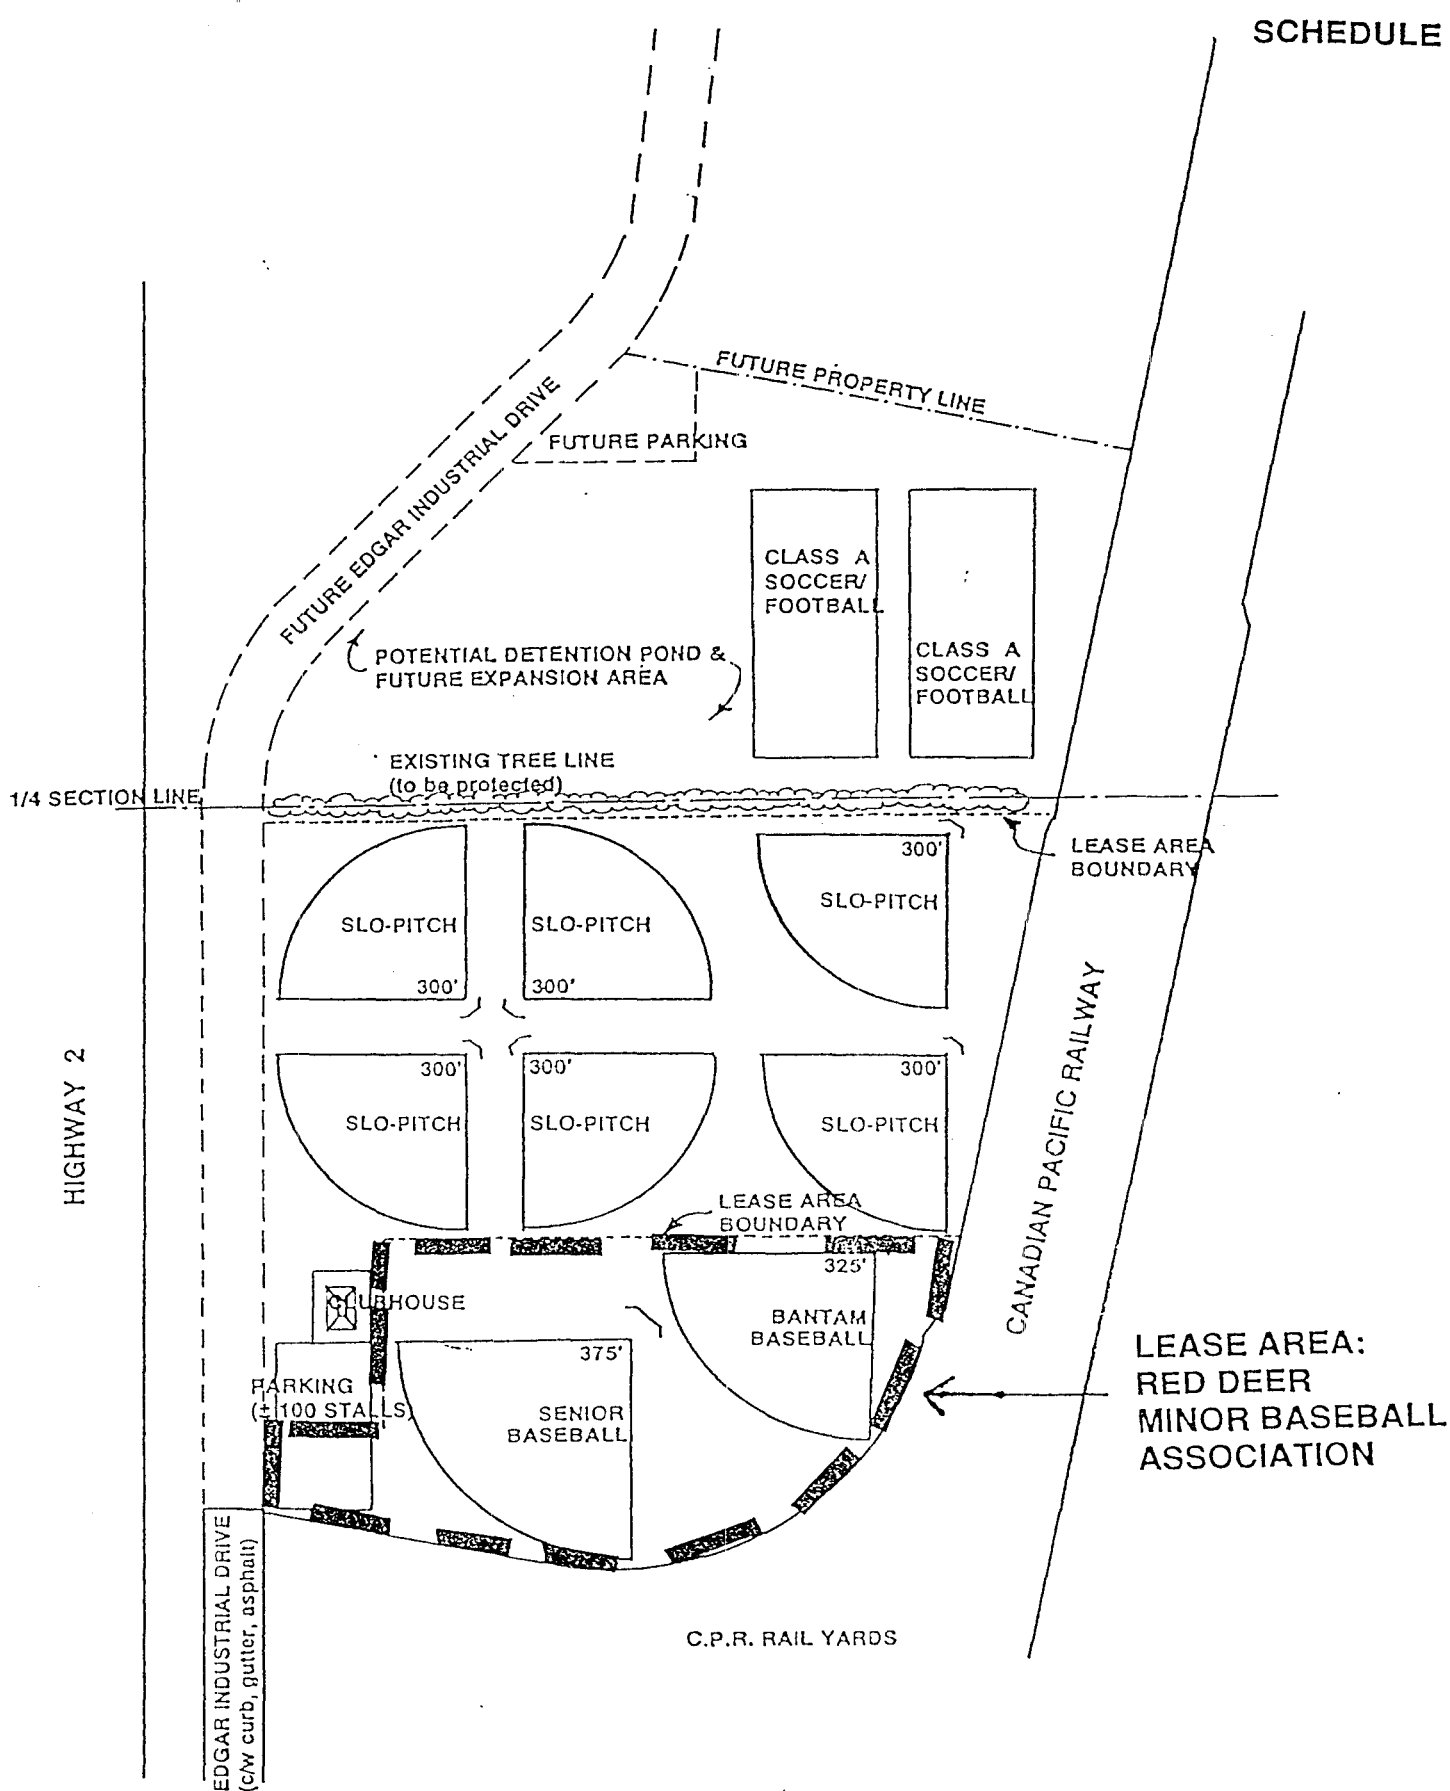 SCHEDULE
FUTURE PROPERTY LINE
FUTURE EDGAR INDUSTRIAL DRIVE
FUTURE PARKING
CLASS A
SOCCER/
FOOTBALL
CLASS A
SOCCER/
FOOTBALL
POTENTIAL DETENTION POND &
FUTURE EXPANSION AREA
EXISTING TREE LINE
(to be protected)
1/4 SECTION LINE
LEASE AREA
BOUNDARY
300'
SLO-PITCH
SLO-PITCH
SLO-PITCH
300'
300'
HIGHWAY 2
CANADIAN PACIFIC RAILWAY
300'
300'
300'
SLO-PITCH
SLO-PITCH
SLO-PITCH
LEASE AREA
BOUNDARY
325'
CLUBHOUSE
BANTAM
BASEBALL
375'
PARKING
(± 100 STALLS)
SENIOR
BASEBALL
LEASE AREA:
RED DEER
MINOR BASEBALL
ASSOCIATION
EDGAR INDUSTRIAL DRIVE
(c/w curb, gutter, asphalt)
C.P.R. RAIL YARDS